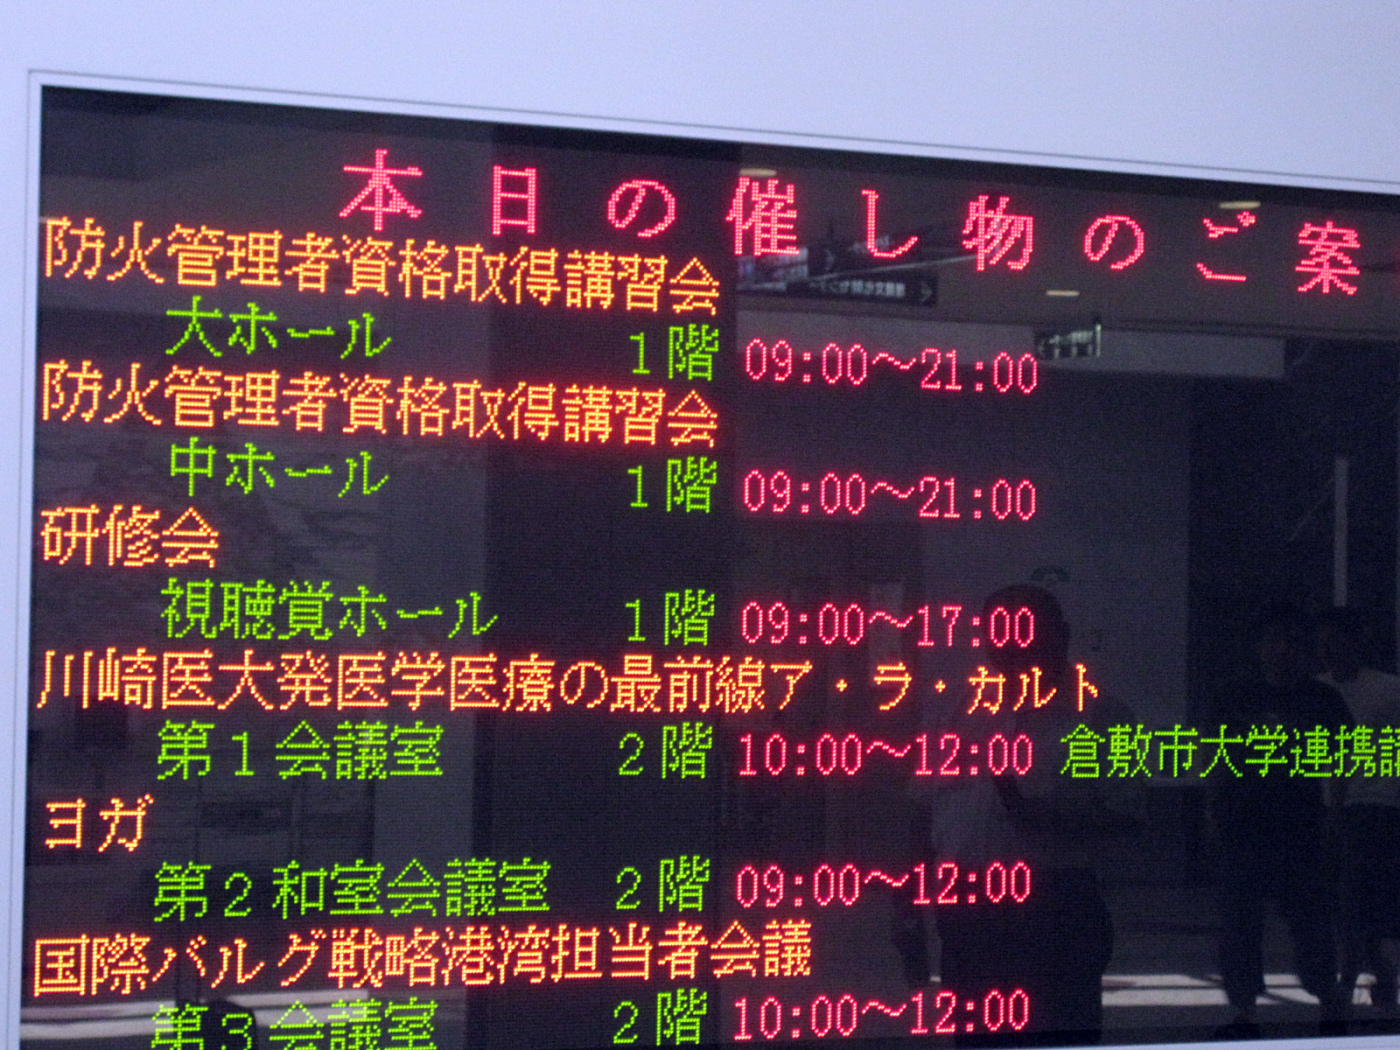 本日の催し物のご案
防火管理者資格取得講習会
大ホール 1階 09:00～21:00
防火管理者資格取得講習会
中ホール 1階 09:00～21:00
研修会
視聴覚ホール 1階 09:00～17:00
川崎医大発医学医療の最前線ア・ラ・カルト
第1会議室 2階 10:00～12:00 倉敷市大学連携講
ヨガ
第2和室会議室 2階 09:00～12:00
国際バルグ戦略港湾担当者会議
第3会議室 2階 10:00～12:00